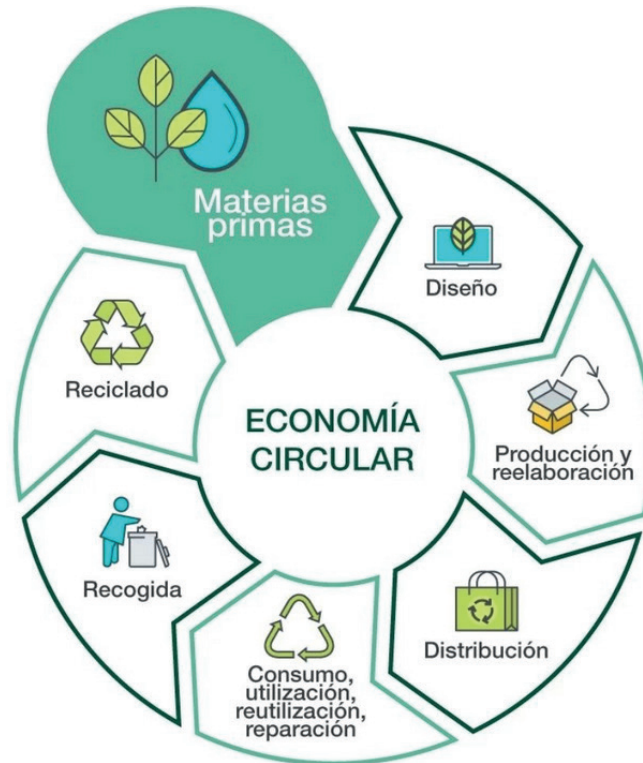 Materias
primas
Diseño
Producción y
reelaboración
Distribución
Consumo,
utilización,
reutilización,
reparación
Recogida
Reciclado
ECONOMÍA
CIRCULAR